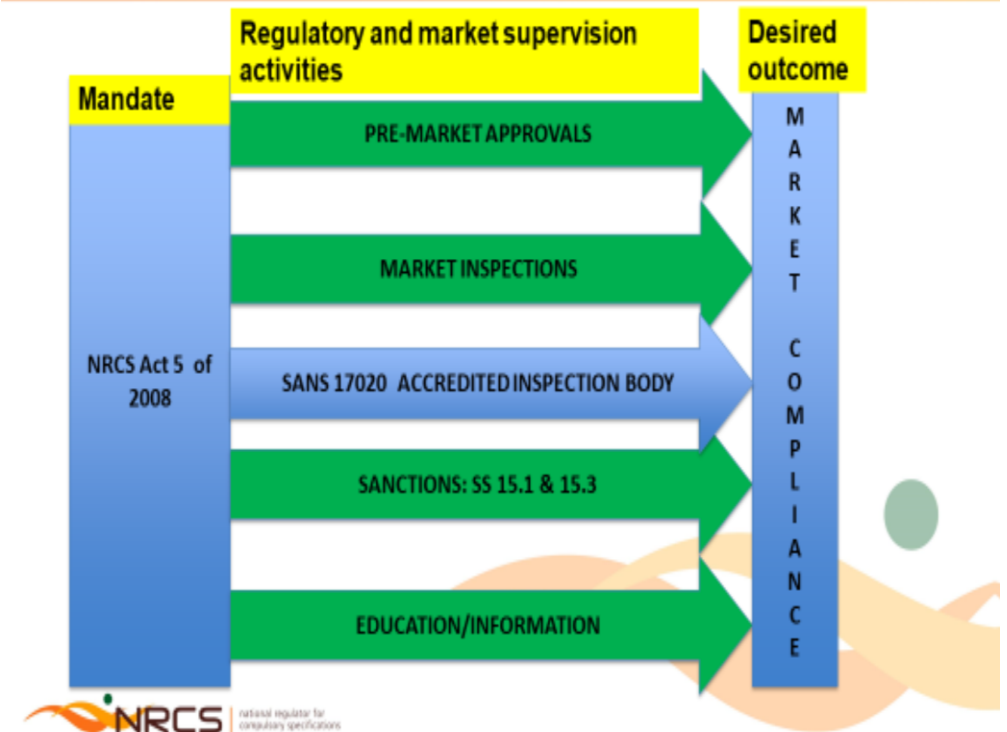 Mandate
Regulatory and market supervision
activities
Desired
outcome
NRCS Act 5 of
2008
PRE-MARKET APPROVALS
MARKET INSPECTIONS
SANS 17020 ACCREDITED INSPECTION BODY
SANCTIONS: SS 15.1 & 15.3
EDUCATION/INFORMATION
M
A
R
K
E
T
C
O
M
P
L
I
A
N
C
E
NRCS
national regulator for
compulsory specifications